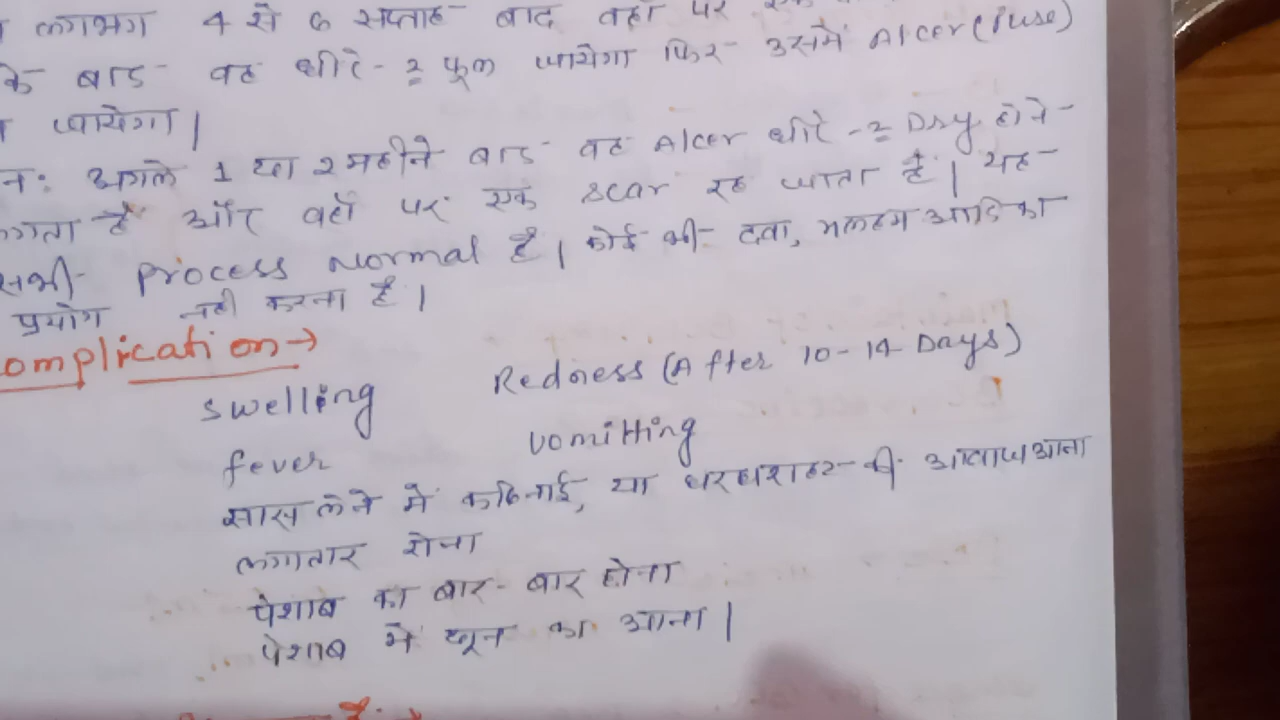 लगभग 4 से 6 सप्ताह बाद वहाँ पर
के बाद वह धीरे-2 फूल जायेगा फिर उसमें Alcer (Puse)
जायेगा |
अगले 1 या 2 महीने बाद वह Alcer धीरे-2 Dry होने-
है और वहाँ पर एक scar रह जाता है | यह
सभी Process Normal है | कोई भी दवा, मलहम आदि का
प्रयोग नही करना है |
omplication →
swelling Redness (After 10-14 Days)
fever vomitting
सास लेने में कठिनाई, या घरघराहट की आवाज आना
लगातार रोना
पेशाब का बार-बार होना
पेशाब में खून का आना |